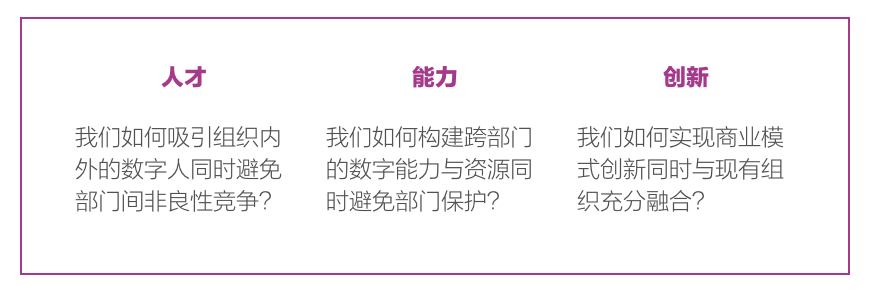 人才
我们如何吸引组织内
外的数字人同时避免
部门间非良性竞争？
能力
我们如何构建跨部门
的数字能力与资源同
时避免部门保护？
创新
我们如何实现商业模
式创新同时与现有组
织充分融合？